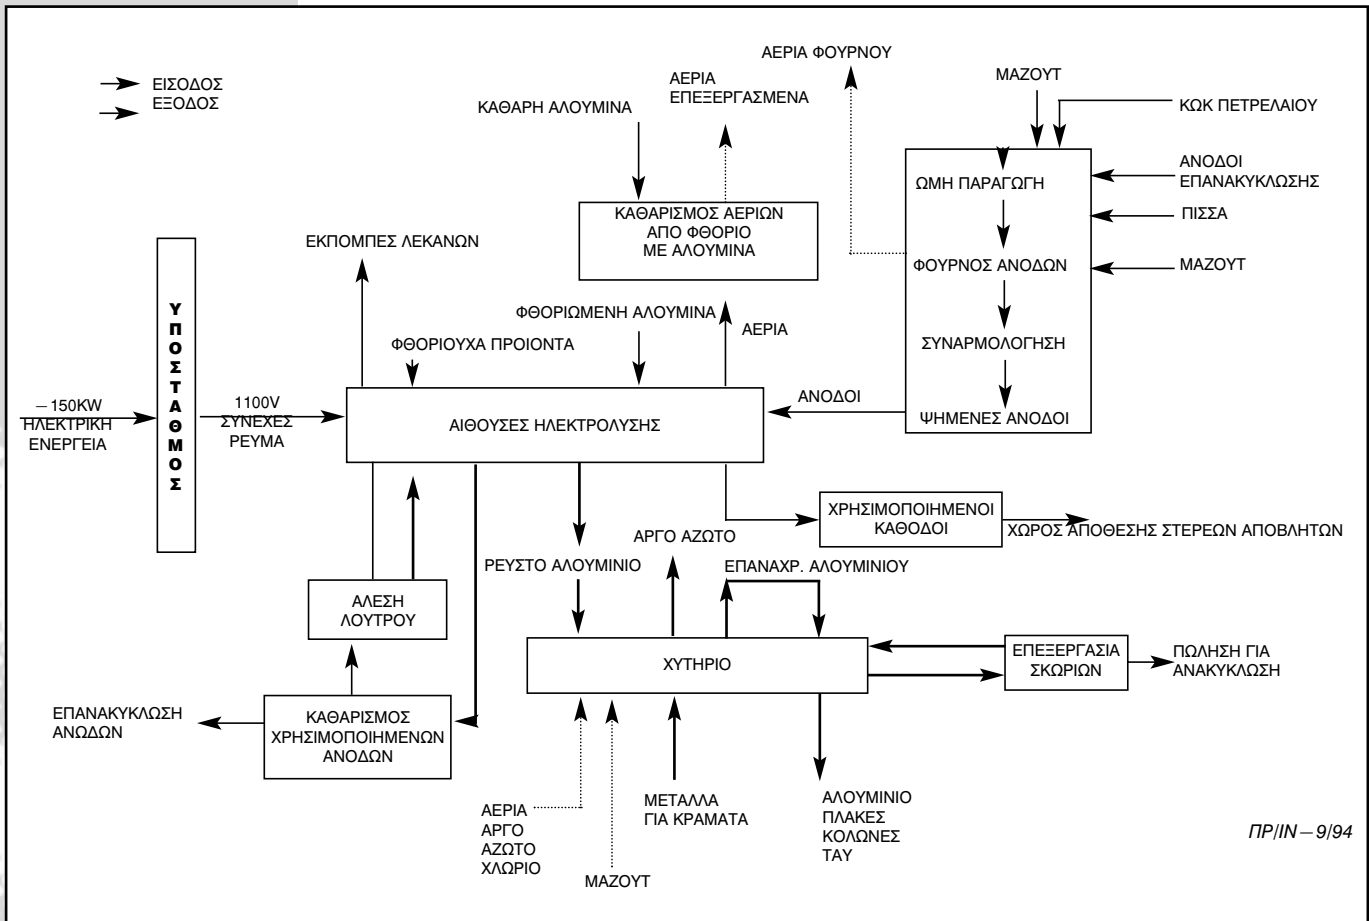 ΕΙΣΟΔΟΣ
ΕΞΟΔΟΣ
ΑΕΡΙΑ ΦΟΥΡΝΟΥ
ΑΕΡΙΑ
ΕΠΕΞΕΡΓΑΣΜΕΝΑ
ΜΑΖΟΥΤ
ΚΑΘΑΡΗ ΑΛΟΥΜΙΝΑ
ΚΩΚ ΠΕΤΡΕΛΑΙΟΥ
ΑΝΟΔΟΙ
ΕΠΑΝΑΚΥΚΛΩΣΗΣ
ΠΙΣΣΑ
ΜΑΖΟΥΤ
ΩΜΗ ΠΑΡΑΓΩΓΗ
ΦΟΥΡΝΟΣ ΑΝΟΔΩΝ
ΣΥΝΑΡΜΟΛΟΓΗΣΗ
ΨΗΜΕΝΕΣ ΑΝΟΔΟΙ
ΚΑΘΑΡΙΣΜΟΣ ΑΕΡΙΩΝ
ΑΠΟ ΦΘΟΡΙΟ
ΜΕ ΑΛΟΥΜΙΝΑ
ΕΚΠΟΜΠΕΣ ΛΕΚΑΝΩΝ
ΦΘΟΡΙΩΜΕΝΗ ΑΛΟΥΜΙΝΑ
ΑΕΡΙΑ
ΦΘΟΡΙΟΥΧΑ ΠΡΟΙΟΝΤΑ
ΑΝΟΔΟΙ
–150KW
ΗΛΕΚΤΡΙΚΗ
ΕΝΕΡΓΕΙΑ
ΥΠΟΣΤΑΘΜΟΣ
1100V
ΣΥΝΕΧΕΣ
ΡΕΥΜΑ
ΑΙΘΟΥΣΕΣ ΗΛΕΚΤΡΟΛΥΣΗΣ
ΧΡΗΣΙΜΟΠΟΙΗΜΕΝΟΙ
ΚΑΘΟΔΟΙ
ΧΩΡΟΣ ΑΠΟΘΕΣΗΣ ΣΤΕΡΕΩΝ ΑΠΟΒΛΗΤΩΝ
ΑΡΓΟ ΑΖΩΤΟ
ΡΕΥΣΤΟ ΑΛΟΥΜΙΝΙΟ
ΕΠΑΝΑΧΡ. ΑΛΟΥΜΙΝΙΟΥ
ΑΛΕΣΗ
ΛΟΥΤΡΟΥ
ΧΥΤΗΡΙΟ
ΕΠΕΞΕΡΓΑΣΙΑ
ΣΚΩΡΙΩΝ
ΠΩΛΗΣΗ ΓΙΑ
ΑΝΑΚΥΚΛΩΣΗ
ΕΠΑΝΑΚΥΚΛΩΣΗ
ΑΝΩΔΩΝ
ΚΑΘΑΡΙΣΜΟΣ
ΧΡΗΣΙΜΟΠΟΙΗΜΕΝΩΝ
ΑΝΟΔΩΝ
ΑΕΡΙΑ
ΑΡΓΟ
ΑΖΩΤΟ
ΧΛΩΡΙΟ
ΜΑΖΟΥΤ
ΜΕΤΑΛΛΑ
ΓΙΑ ΚΡΑΜΑΤΑ
ΑΛΟΥΜΙΝΙΟ
ΠΛΑΚΕΣ
ΚΟΛΩΝΕΣ
ΤΑΥ
ΠΡ/ΙΝ – 9/94